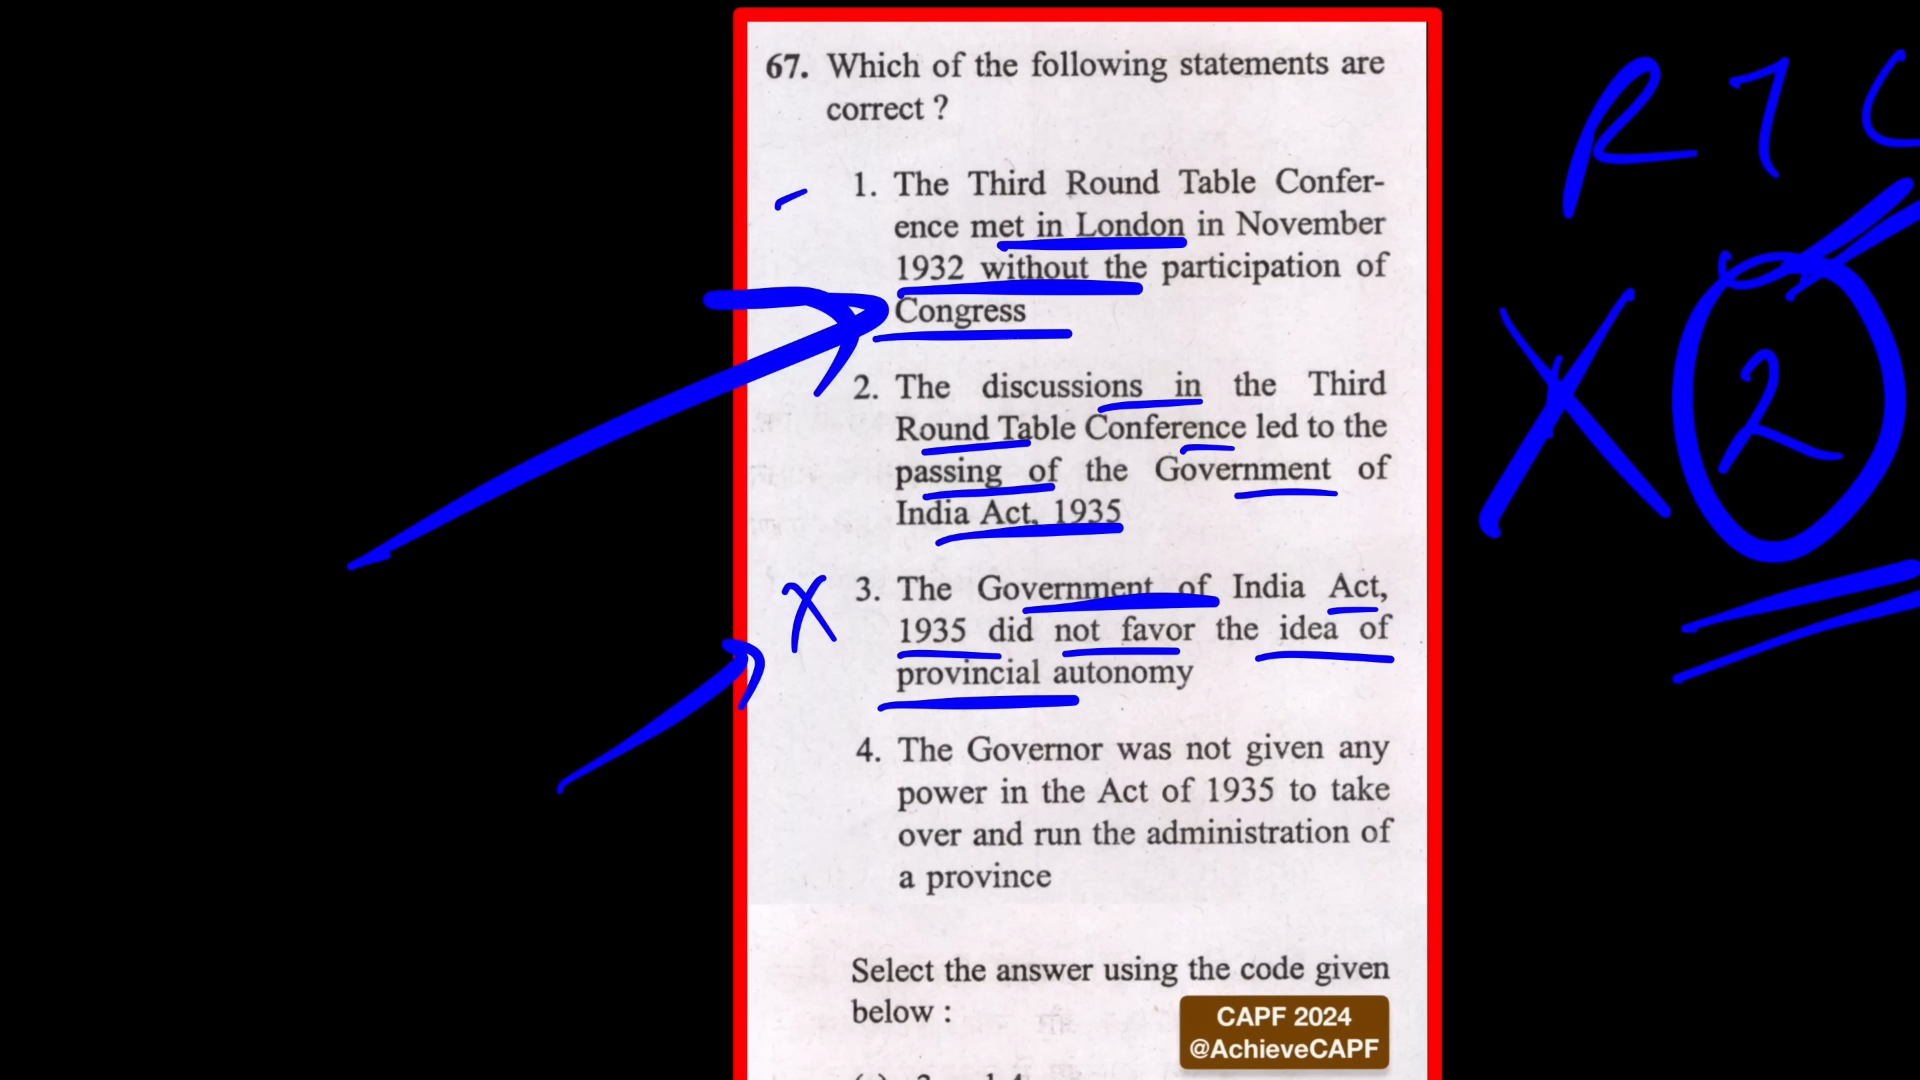 67. Which of the following statements are
correct ?
1. The Third Round Table Confer-
ence met in London in November
1932 without the participation of
Congress
2. The discussions in the Third
Round Table Conference led to the
passing of the Government of
India Act, 1935
3. The Government of India Act,
1935 did not favor the idea of
provincial autonomy
4. The Governor was not given any
power in the Act of 1935 to take
over and run the administration of
a province
Select the answer using the code given
below :
CAPF 2024
@AchieveCAPF
R T C
X 2
X